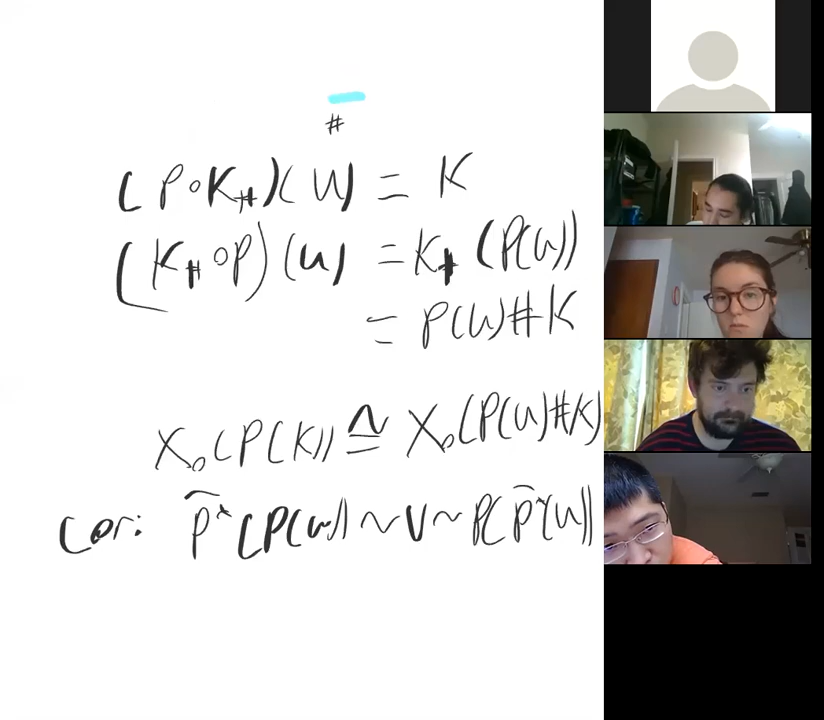 #
(P∘K#)(U) = K
(K#∘P)(U) = K#(P(U))
= P(U)#K
X₀(P(K)) ≅ X₀(P(U)#K)
Cor: P̂*(P(U)) ~ U ~ P(P̂*(U))